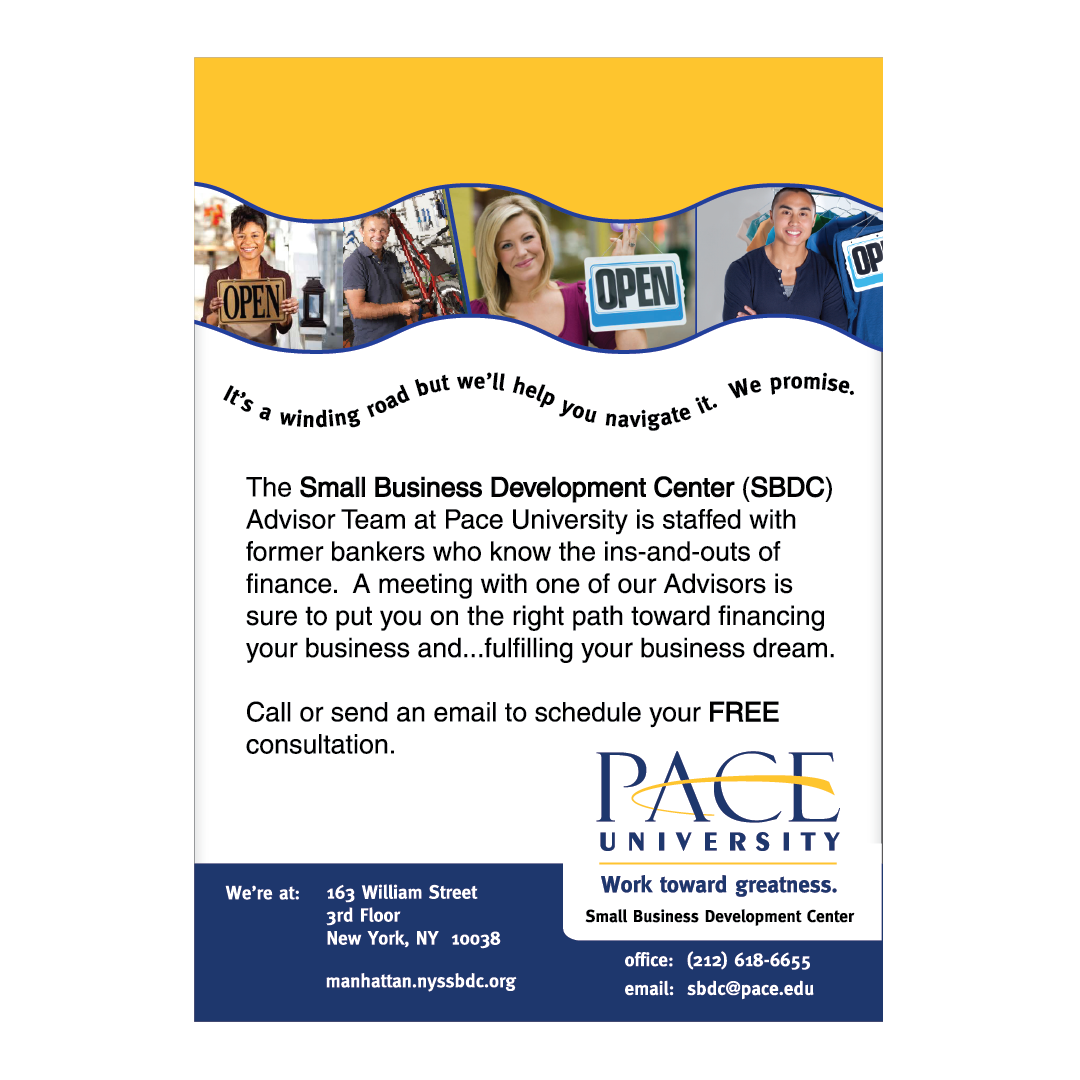 OPEN
OPEN
OP
It's a winding road but we'll help you navigate it. We promise.
The Small Business Development Center (SBDC)
Advisor Team at Pace University is staffed with
former bankers who know the ins-and-outs of
finance. A meeting with one of our Advisors is
sure to put you on the right path toward financing
your business and...fulfilling your business dream.
Call or send an email to schedule your FREE
consultation.
PACE
UNIVERSITY
Work toward greatness.
Small Business Development Center
We're at: 163 William Street
3rd Floor
New York, NY 10038
manhattan.nyssbdc.org
office: (212) 618-6655
email: sbdc@pace.edu